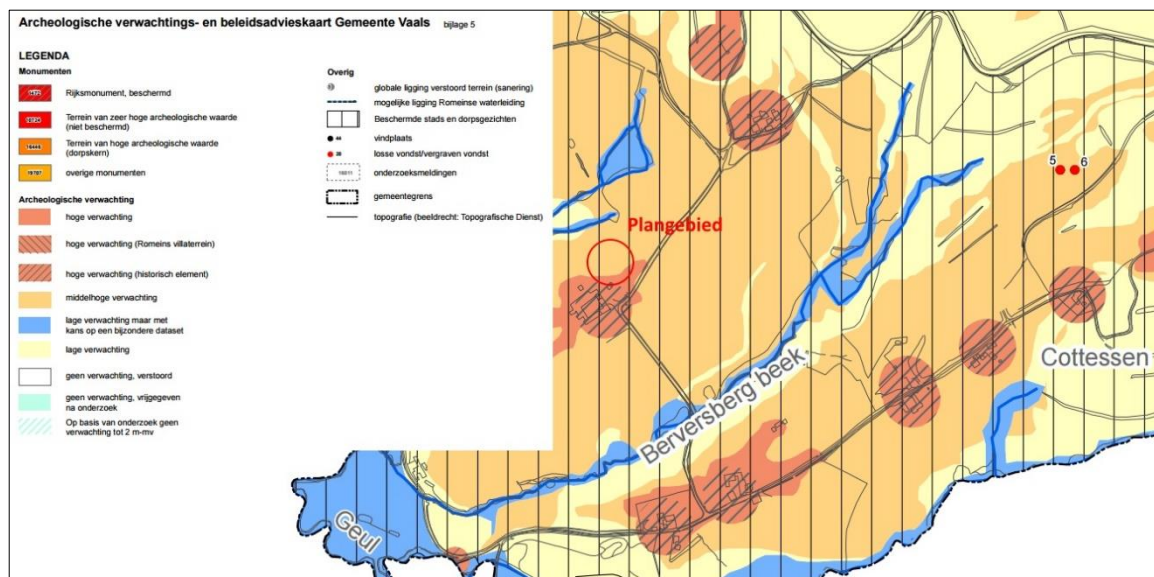 Archeologische verwachtings- en beleidsadvieskaart Gemeente Vaals bijlage 5
LEGENDA
Monumenten
Rijksmonument, beschermd
Terrein van zeer hoge archeologische waarde
(niet beschermd)
Terrein van hoge archeologische waarde
(dorpskern)
overige monumenten
Archeologische verwachting
hoge verwachting
hoge verwachting (Romeins villaterrein)
hoge verwachting (historisch element)
middelhoge verwachting
lage verwachting maar met
kans op een bijzondere dataset
lage verwachting
geen verwachting, verstoord
geen verwachting, vrijgegeven
na onderzoek
Op basis van onderzoek geen
verwachting tot 2 m-mv
Overig
globale ligging verstoord terrein (sanering)
mogelijke ligging Romeinse waterleiding
Beschermde stads en dorpsgezichten
44 vindplaats
losse vondst/vergraven vondst
onderzoeksmeldingen
gemeentegrens
topografie (beeldrecht: Topografische Dienst)
Plangebied
5 6
Cottessen
Berversberg beek
Geul